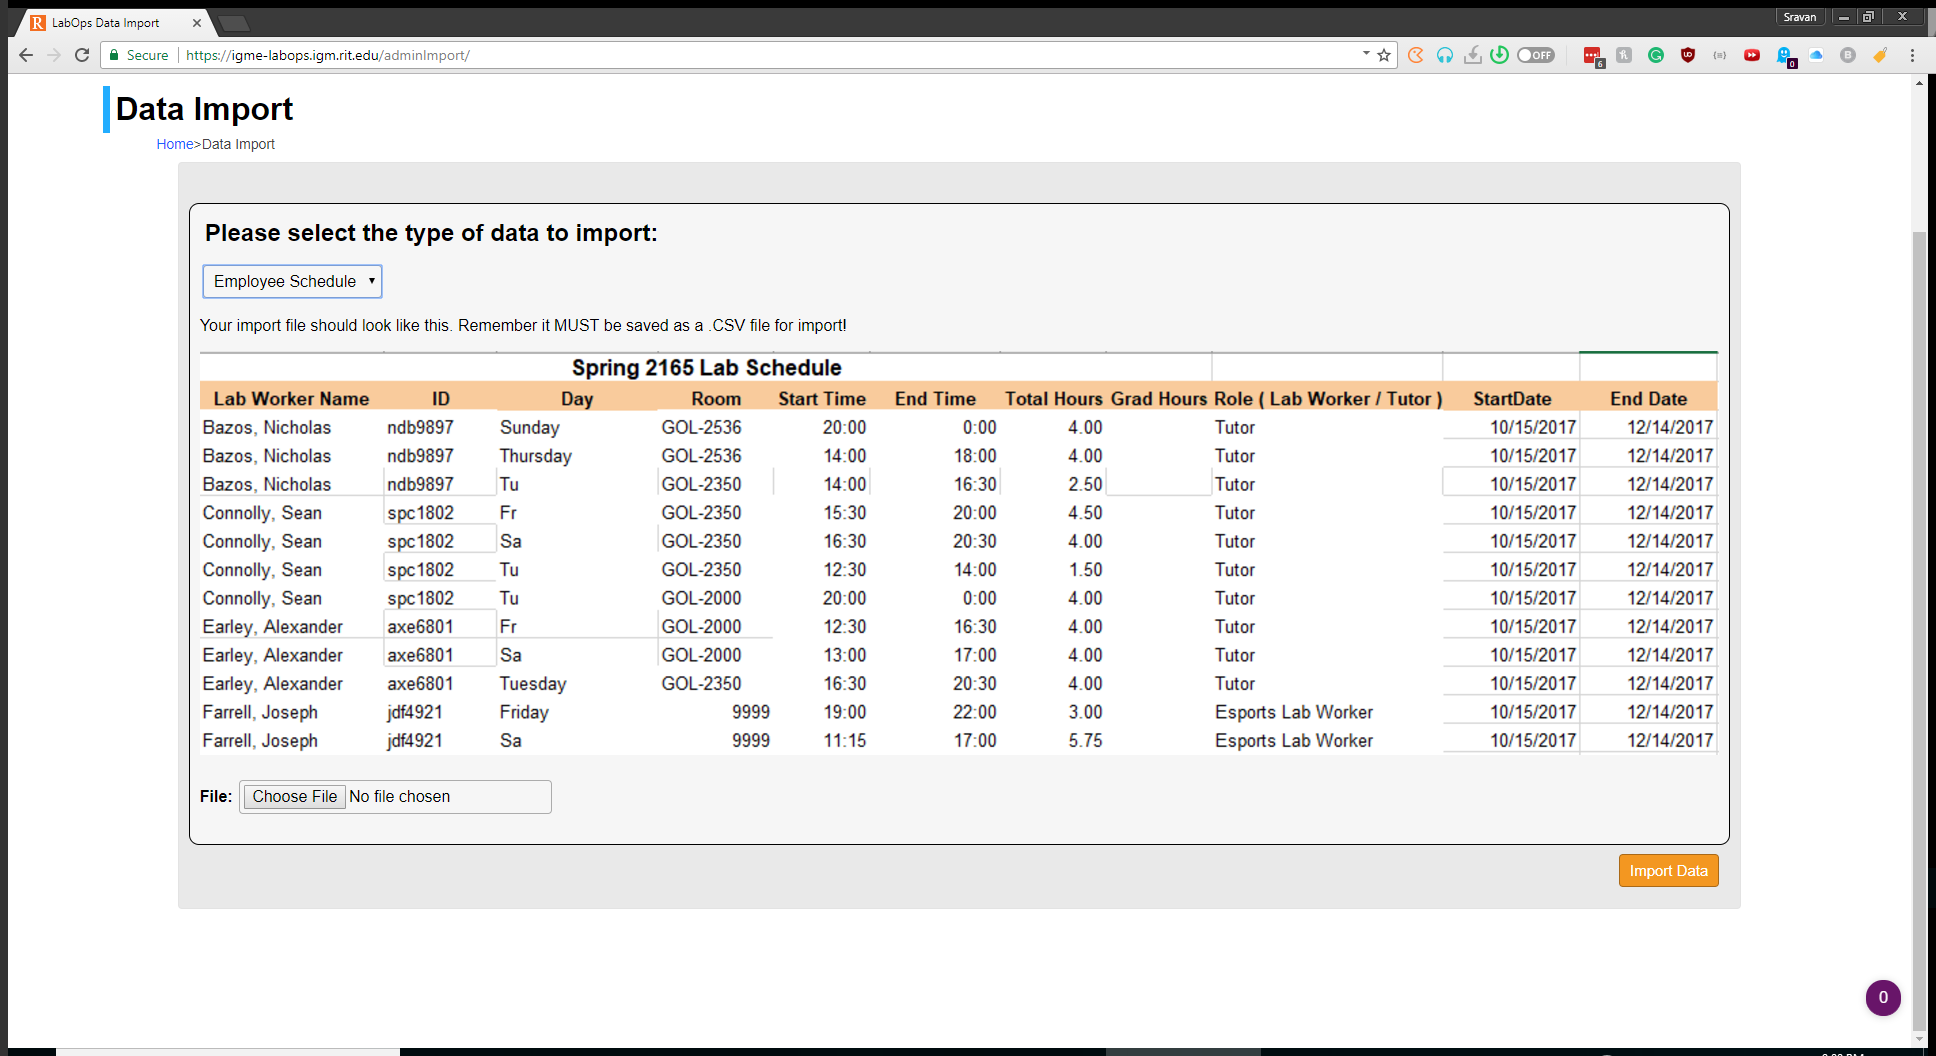 LabOps Data Import
Sravan
Secure https://igme-labops.igm.rit.edu/adminImport/
OFF
6
0
Data Import
Home>Data Import
Please select the type of data to import:
Employee Schedule
Your import file should look like this. Remember it MUST be saved as a .CSV file for import!
Spring 2165 Lab Schedule
Lab Worker Name ID Day Room Start Time End Time Total Hours Grad Hours Role ( Lab Worker / Tutor ) StartDate End Date
Bazos, Nicholas ndb9897 Sunday GOL-2536 20:00 0:00 4.00 Tutor 10/15/2017 12/14/2017
Bazos, Nicholas ndb9897 Thursday GOL-2536 14:00 18:00 4.00 Tutor 10/15/2017 12/14/2017
Bazos, Nicholas ndb9897 Tu GOL-2350 14:00 16:30 2.50 Tutor 10/15/2017 12/14/2017
Connolly, Sean spc1802 Fr GOL-2350 15:30 20:00 4.50 Tutor 10/15/2017 12/14/2017
Connolly, Sean spc1802 Sa GOL-2350 16:30 20:30 4.00 Tutor 10/15/2017 12/14/2017
Connolly, Sean spc1802 Tu GOL-2350 12:30 14:00 1.50 Tutor 10/15/2017 12/14/2017
Connolly, Sean spc1802 Tu GOL-2000 20:00 0:00 4.00 Tutor 10/15/2017 12/14/2017
Earley, Alexander axe6801 Fr GOL-2000 12:30 16:30 4.00 Tutor 10/15/2017 12/14/2017
Earley, Alexander axe6801 Sa GOL-2000 13:00 17:00 4.00 Tutor 10/15/2017 12/14/2017
Earley, Alexander axe6801 Tuesday GOL-2350 16:30 20:30 4.00 Tutor 10/15/2017 12/14/2017
Farrell, Joseph jdf4921 Friday 9999 19:00 22:00 3.00 Esports Lab Worker 10/15/2017 12/14/2017
Farrell, Joseph jdf4921 Sa 9999 11:15 17:00 5.75 Esports Lab Worker 10/15/2017 12/14/2017
File: Choose File No file chosen
Import Data
0